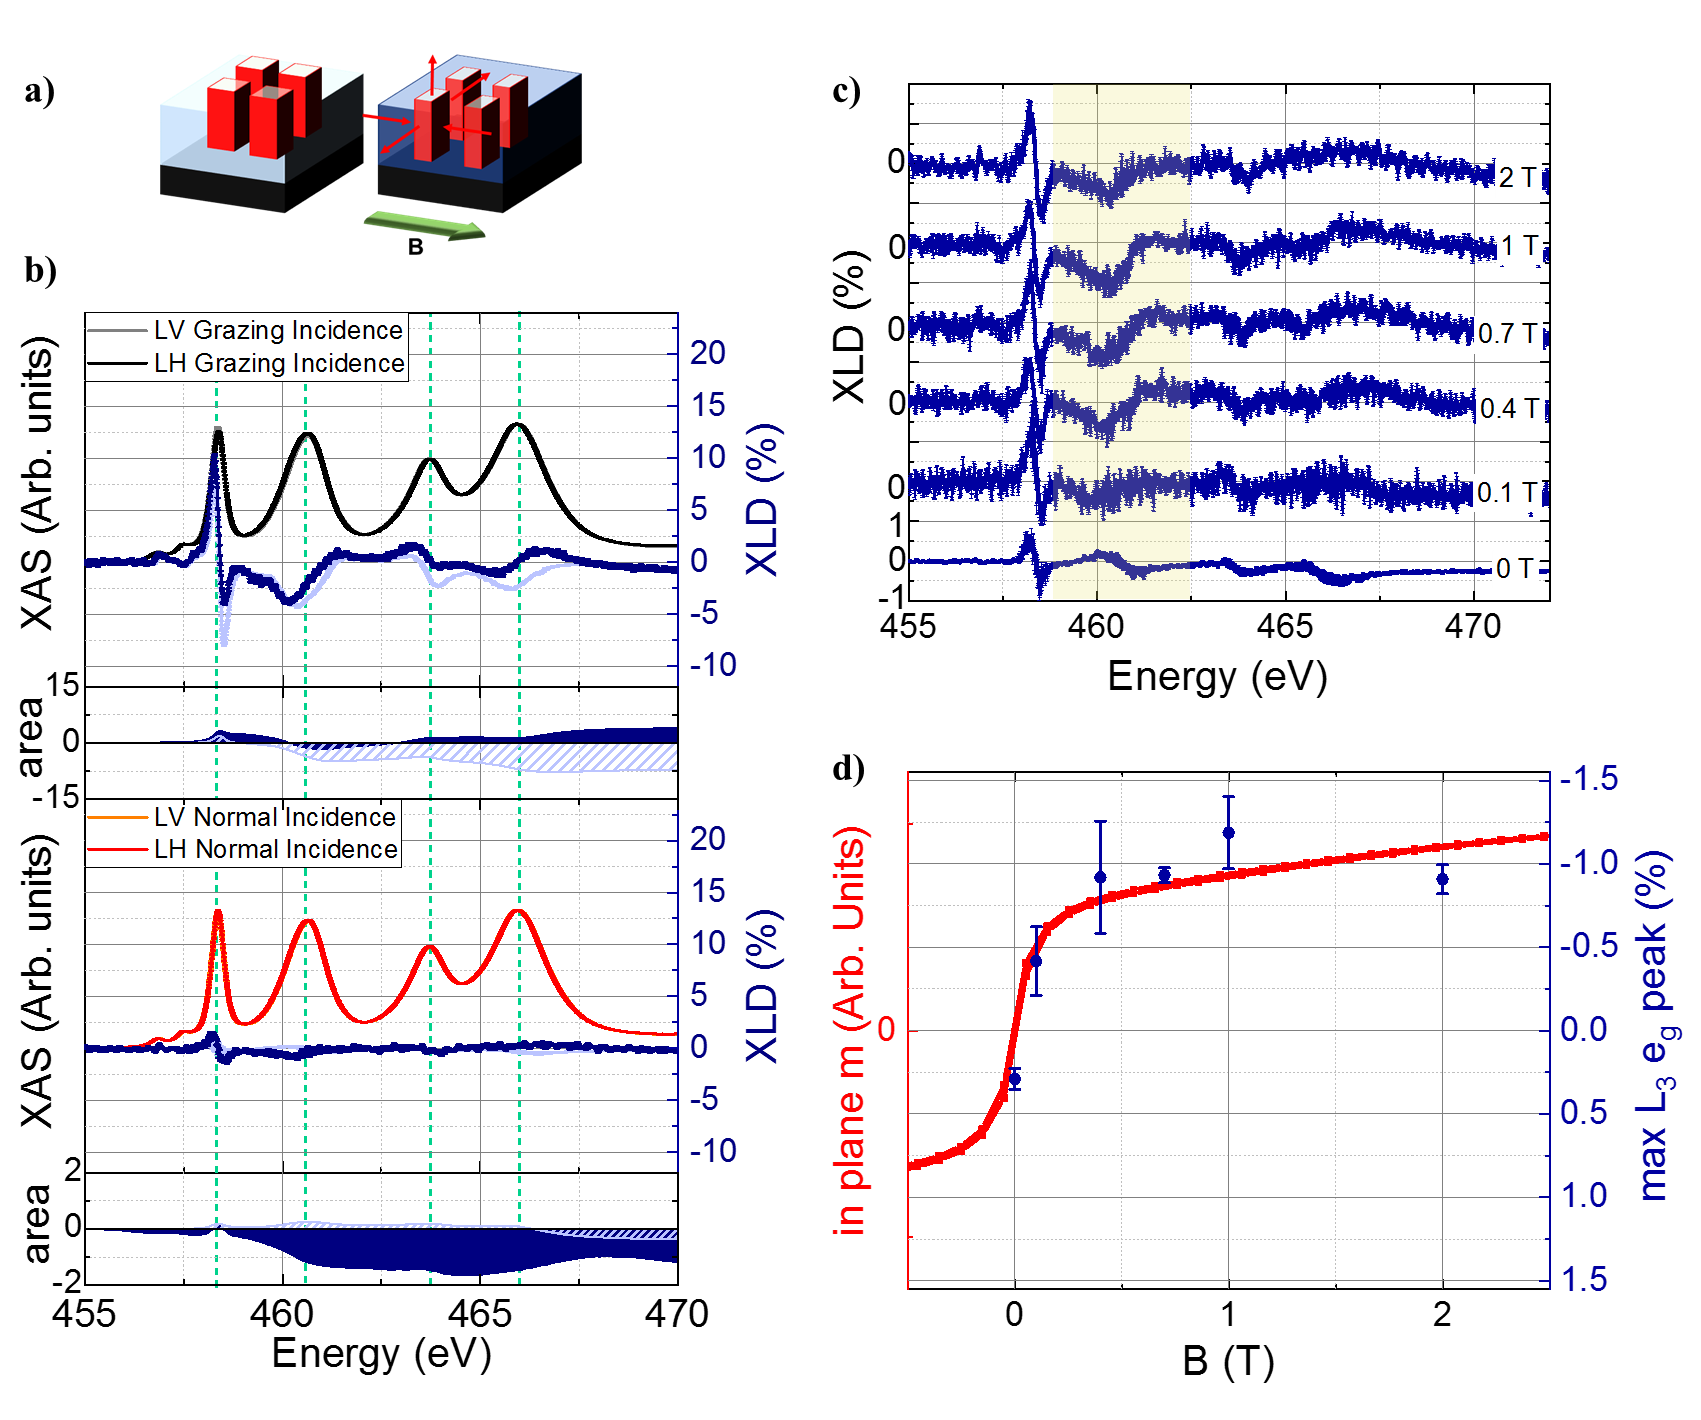 a)
B
b)
LV Grazing Incidence
LH Grazing Incidence
XAS (Arb. units)
20
15
10
5
0
-5
-10
XLD (%)
15
0
-15
area
LV Normal Incidence
LH Normal Incidence
XAS (Arb. units)
20
15
10
5
0
-5
-10
XLD (%)
2
0
-2
area
455
460
465
470
Energy (eV)
c)
XLD (%)
0
2 T
0
1 T
0
0.7 T
0
0.4 T
0
0.1 T
1
0
0 T
-1
455
460
465
470
Energy (eV)
d)
in plane m (Arb. Units)
0
-1.5
-1.0
-0.5
0.0
0.5
1.0
1.5
max L3 eg peak (%)
0
1
2
B (T)